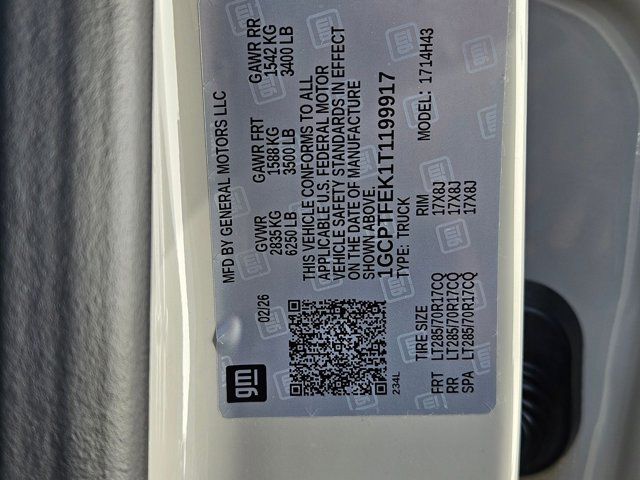 gm
MFD BY GENERAL MOTORS LLC
02/26
GVWR GAWR FRT GAWR RR
2835 KG 1588 KG 1542 KG
6250 LB 3500 LB 3400 LB
THIS VEHICLE CONFORMS TO ALL
APPLICABLE U.S. FEDERAL MOTOR
VEHICLE SAFETY STANDARDS IN EFFECT
ON THE DATE OF MANUFACTURE
SHOWN ABOVE.
1GCPTFEK1T1199917
TYPE: TRUCK MODEL: 1714H43
234L
TIRE SIZE RIM
FRT LT285/70R17CQ 17X8J
RR LT285/70R17CQ 17X8J
SPA LT285/70R17CQ 17X8J